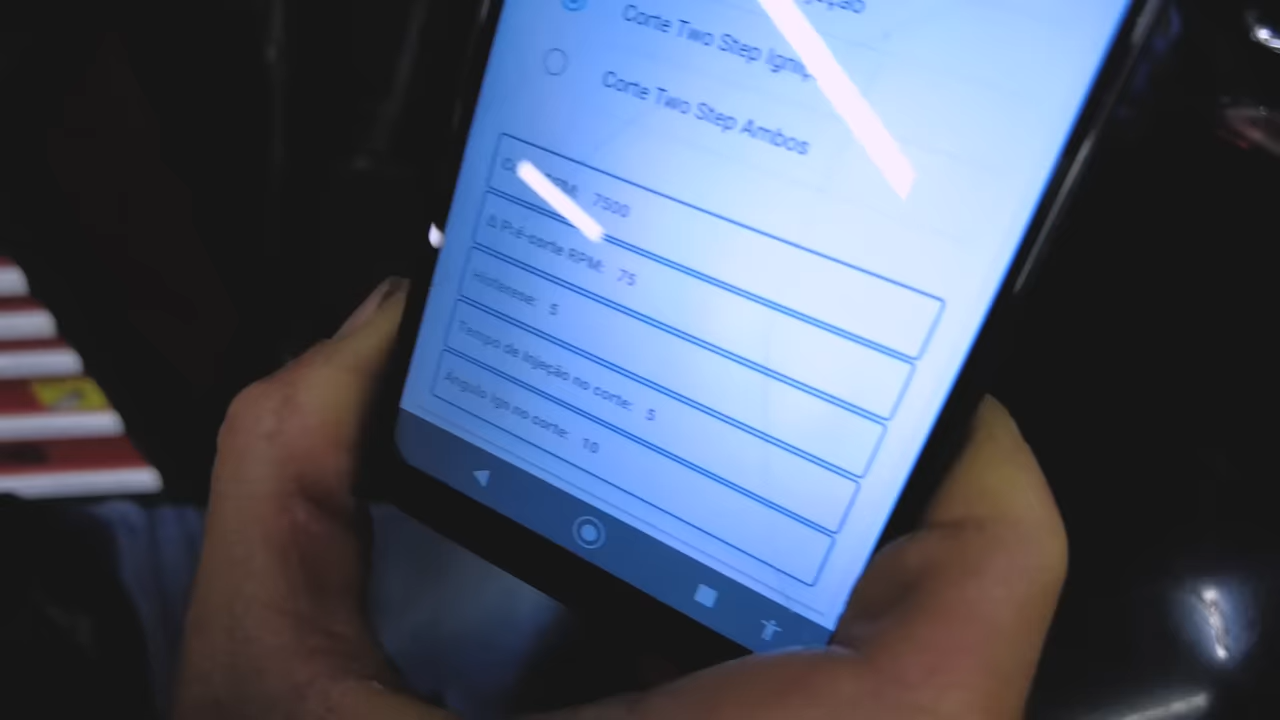 Corte Two Step
Corte Two Step Ambos
RPM: 7500
Δ Pré-corte RPM: 75
Histerese: 5
Tempo de Injeção no corte: 5
Ângulo Ign no corte: 10